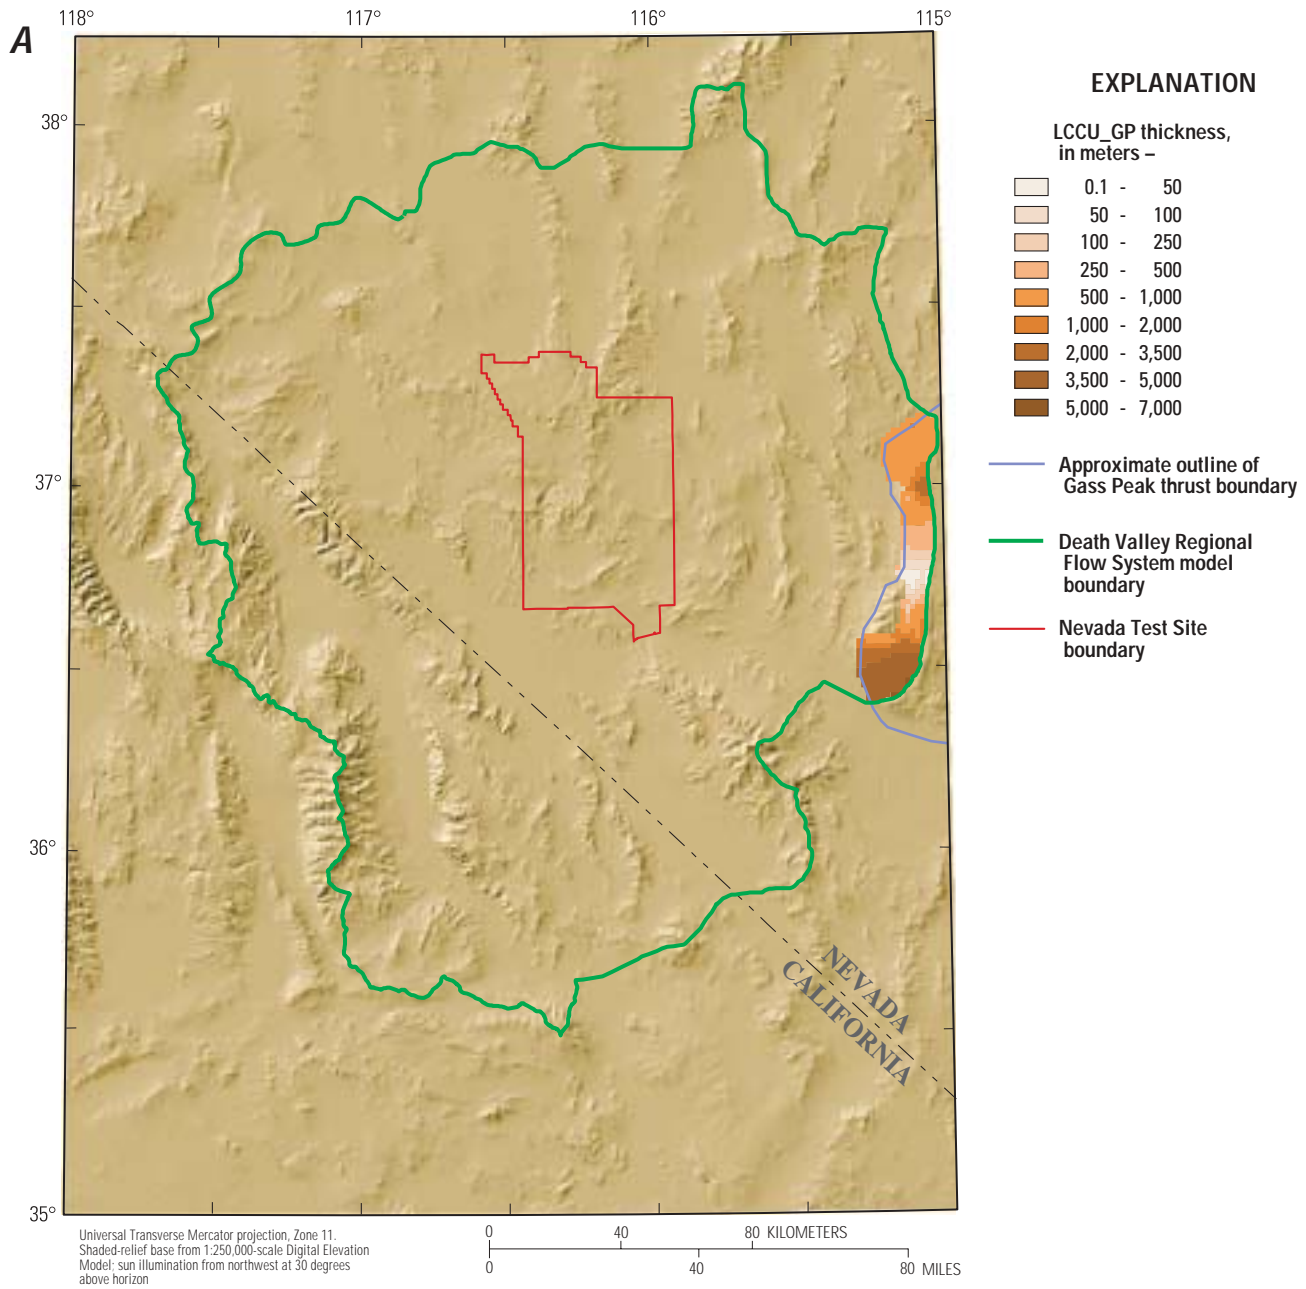 A
118°
117°
116°
115°
38°
37°
36°
35°
NEVADA
CALIFORNIA
EXPLANATION
LCCU_GP thickness,
in meters –
0.1 - 50
50 - 100
100 - 250
250 - 500
500 - 1,000
1,000 - 2,000
2,000 - 3,500
3,500 - 5,000
5,000 - 7,000
Approximate outline of
Gass Peak thrust boundary
Death Valley Regional
Flow System model
boundary
Nevada Test Site
boundary
Universal Transverse Mercator projection, Zone 11.
Shaded-relief base from 1:250,000-scale Digital Elevation
Model; sun illumination from northwest at 30 degrees
above horizon
0 40 80 KILOMETERS
0 40 80 MILES